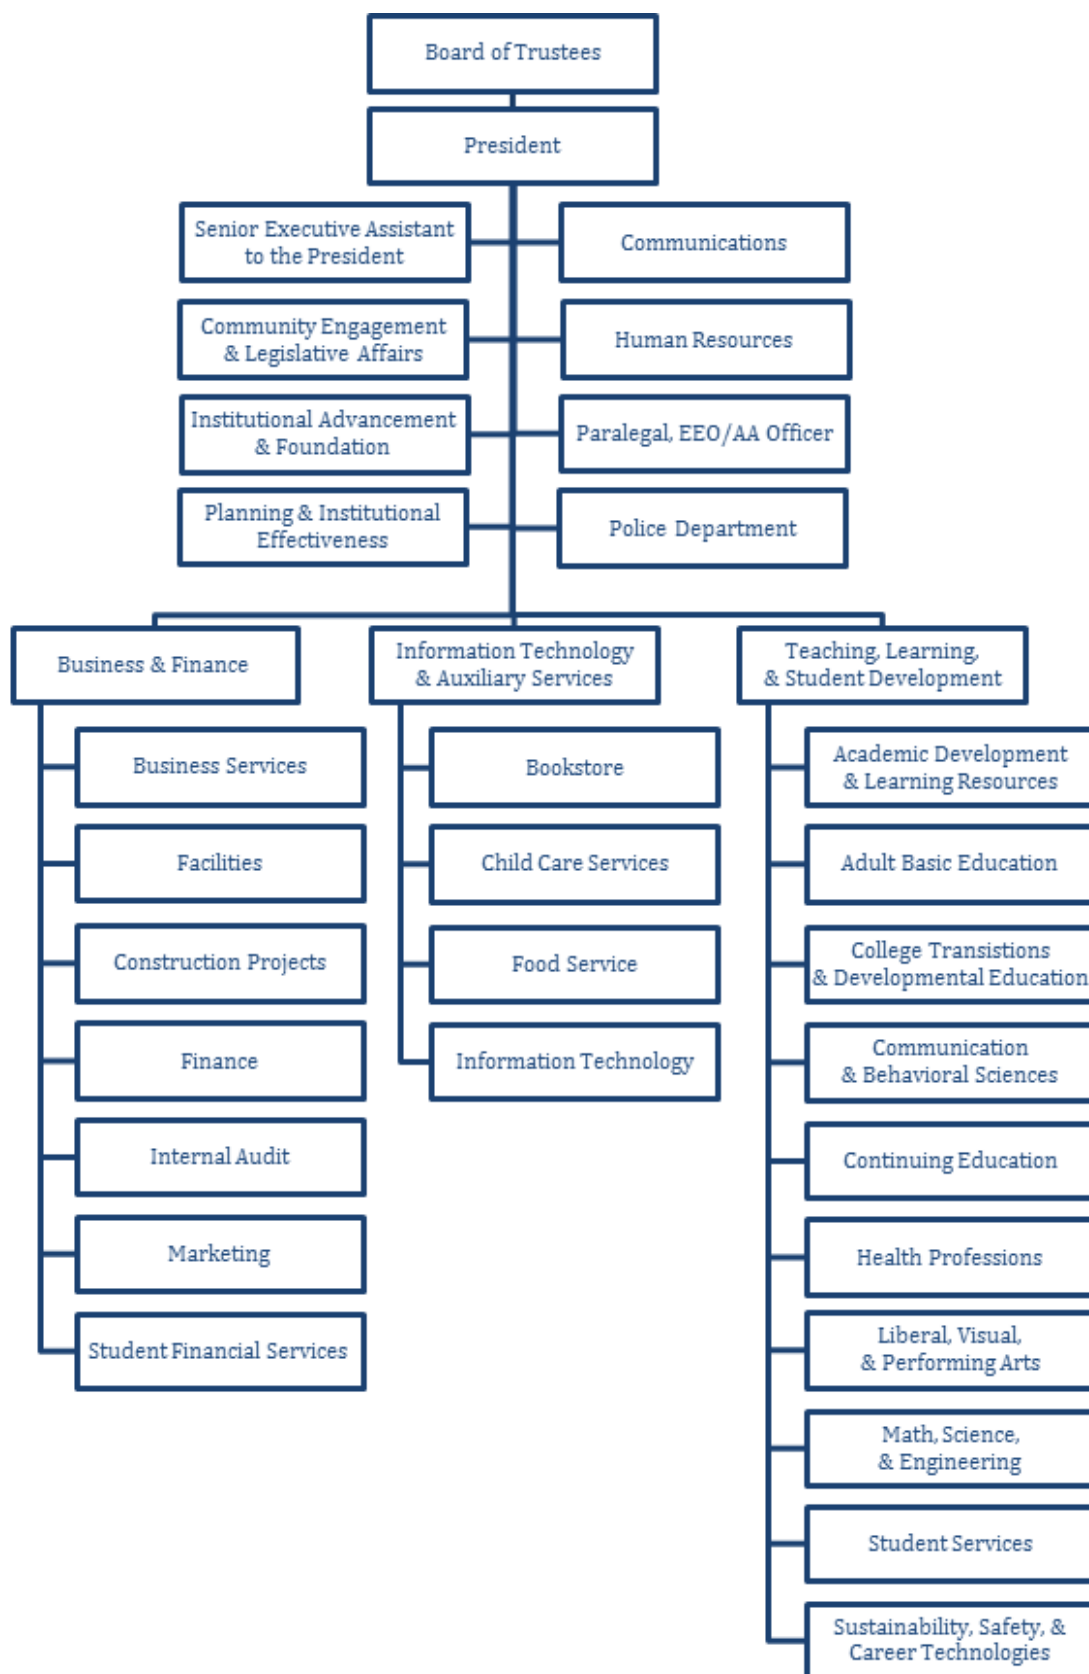 Board of Trustees
President
Senior Executive Assistant
to the President
Communications
Community Engagement
& Legislative Affairs
Human Resources
Institutional Advancement
& Foundation
Paralegal, EEO/AA Officer
Planning & Institutional
Effectiveness
Police Department
Business & Finance
Business Services
Facilities
Construction Projects
Finance
Internal Audit
Marketing
Student Financial Services
Information Technology
& Auxiliary Services
Bookstore
Child Care Services
Food Service
Information Technology
Teaching, Learning,
& Student Development
Academic Development
& Learning Resources
Adult Basic Education
College Transistions
& Developmental Education
Communication
& Behavioral Sciences
Continuing Education
Health Professions
Liberal, Visual,
& Performing Arts
Math, Science,
& Engineering
Student Services
Sustainability, Safety, &
Career Technologies